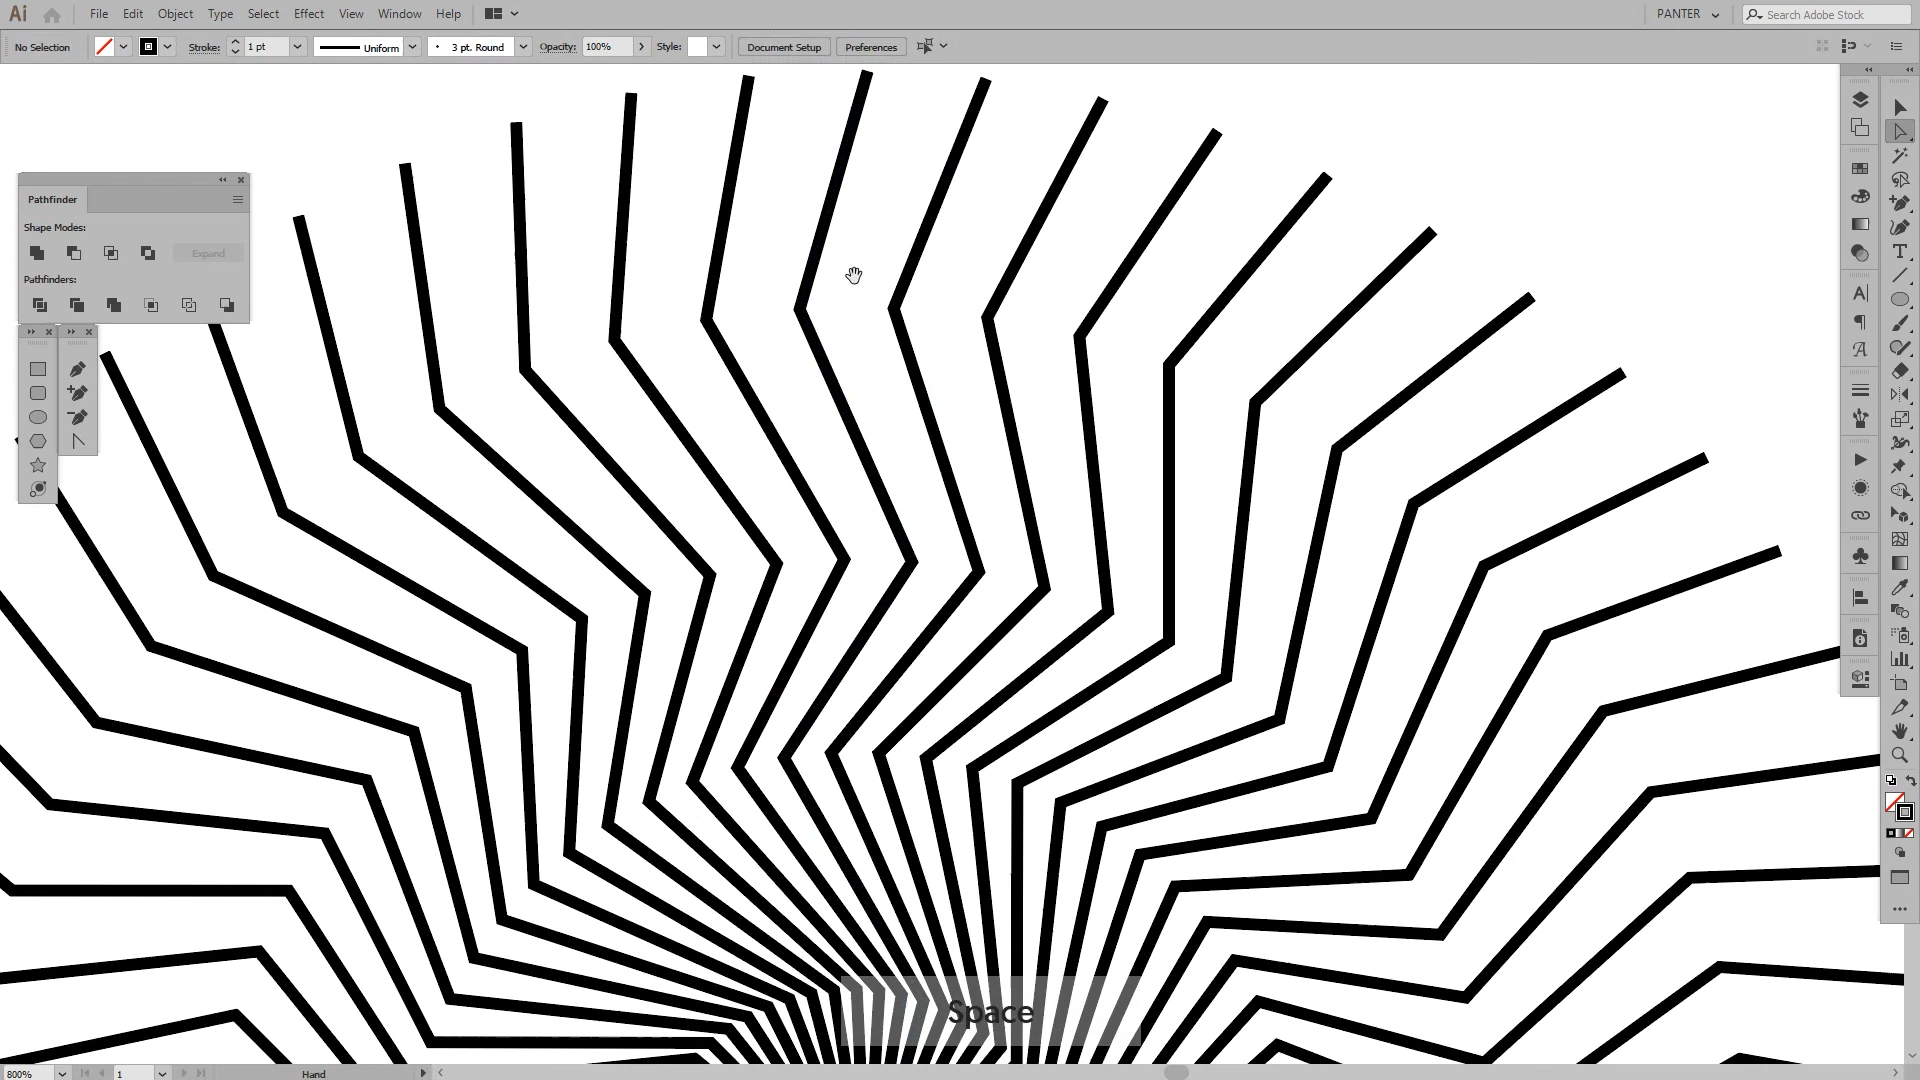 Ai File Edit Object Type Select Effect View Window Help PANTER Search Adobe Stock
No Selection Stroke: 1 pt Uniform 3 pt. Round Opacity: 100% Style: Document Setup Preferences
Pathfinder
Shape Modes:
Expand
Pathfinders:
Space
800% 1 Hand